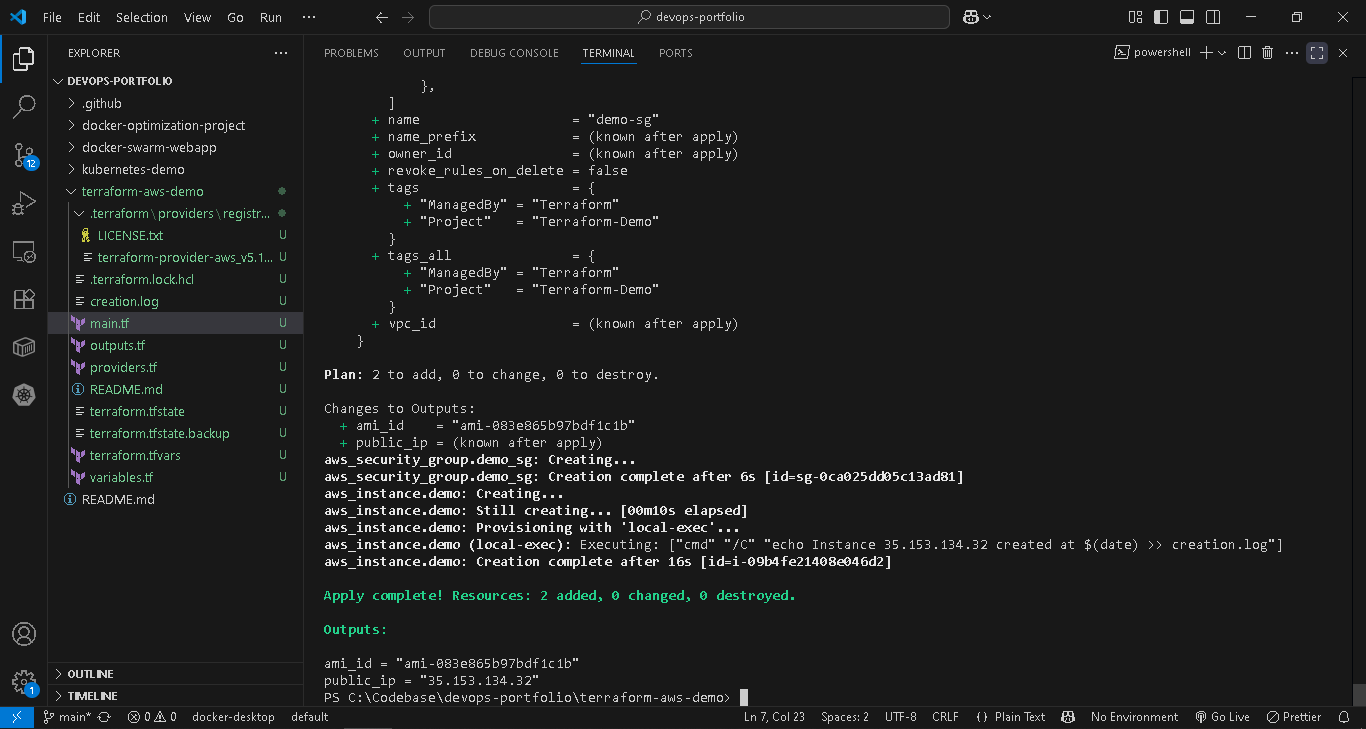 File Edit Selection View Go Run ··· devops-portfolio
EXPLORER ···
DEVOPS-PORTFOLIO
.github
docker-optimization-project
docker-swarm-webapp
kubernetes-demo
12
terraform-aws-demo
.terraform\providers\registr...
LICENSE.txt U
terraform-provider-aws_v5.1... U
.terraform.lock.hcl U
creation.log U
main.tf U
outputs.tf U
providers.tf U
README.md U
terraform.tfstate U
terraform.tfstate.backup U
terraform.tfvars U
variables.tf U
README.md
OUTLINE
TIMELINE
1
PROBLEMS OUTPUT DEBUG CONSOLE TERMINAL PORTS powershell
},
]
+ name = "demo-sg"
+ name_prefix = (known after apply)
+ owner_id = (known after apply)
+ revoke_rules_on_delete = false
+ tags = {
+ "ManagedBy" = "Terraform"
+ "Project" = "Terraform-Demo"
}
+ tags_all = {
+ "ManagedBy" = "Terraform"
+ "Project" = "Terraform-Demo"
}
+ vpc_id = (known after apply)
}
Plan: 2 to add, 0 to change, 0 to destroy.
Changes to Outputs:
+ ami_id = "ami-083e865b97bdf1c1b"
+ public_ip = (known after apply)
aws_security_group.demo_sg: Creating...
aws_security_group.demo_sg: Creation complete after 6s [id=sg-0ca025dd05c13ad81]
aws_instance.demo: Creating...
aws_instance.demo: Still creating... [00m10s elapsed]
aws_instance.demo: Provisioning with 'local-exec'...
aws_instance.demo (local-exec): Executing: ["cmd" "/C" "echo Instance 35.153.134.32 created at $(date) >> creation.log"]
aws_instance.demo: Creation complete after 16s [id=i-09b4fe21408e046d2]
Apply complete! Resources: 2 added, 0 changed, 0 destroyed.
Outputs:
ami_id = "ami-083e865b97bdf1c1b"
public_ip = "35.153.134.32"
PS C:\Codebase\devops-portfolio\terraform-aws-demo>
main* 0 0 docker-desktop default Ln 7, Col 23 Spaces: 2 UTF-8 CRLF {} Plain Text No Environment Go Live Prettier